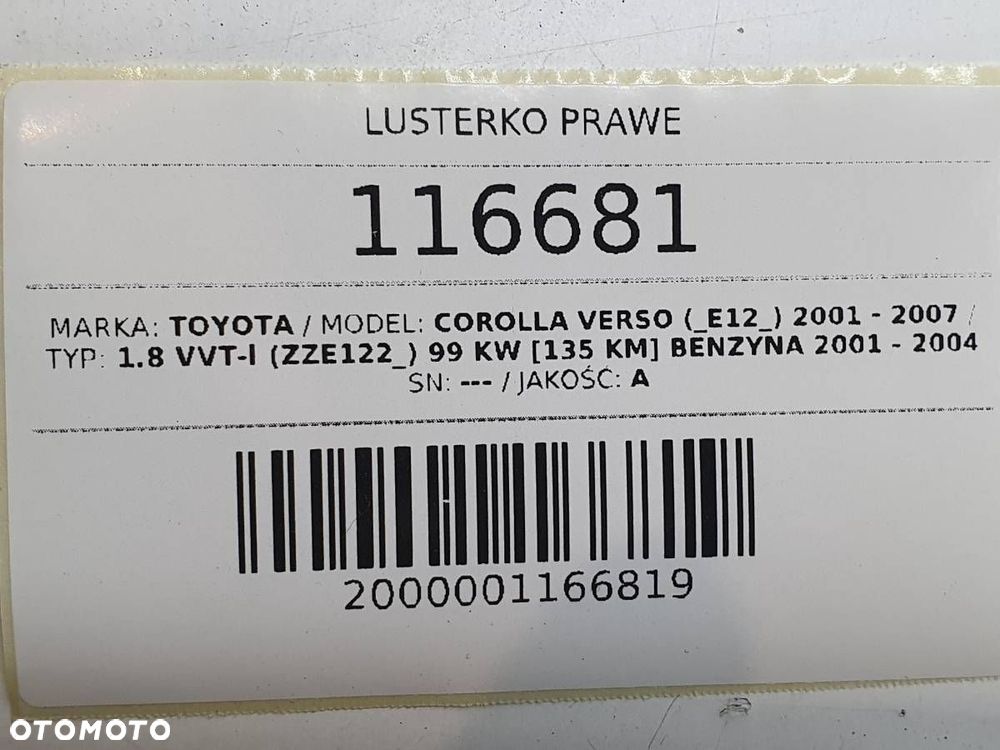 LUSTERKO PRAWE
116681
MARKA: TOYOTA / MODEL: COROLLA VERSO (_E12_) 2001 - 2007 /
TYP: 1.8 VVT-I (ZZE122_) 99 KW [135 KM] BENZYNA 2001 - 2004
SN: --- / JAKOŚĆ: A
2000001166819
OTOMOTO